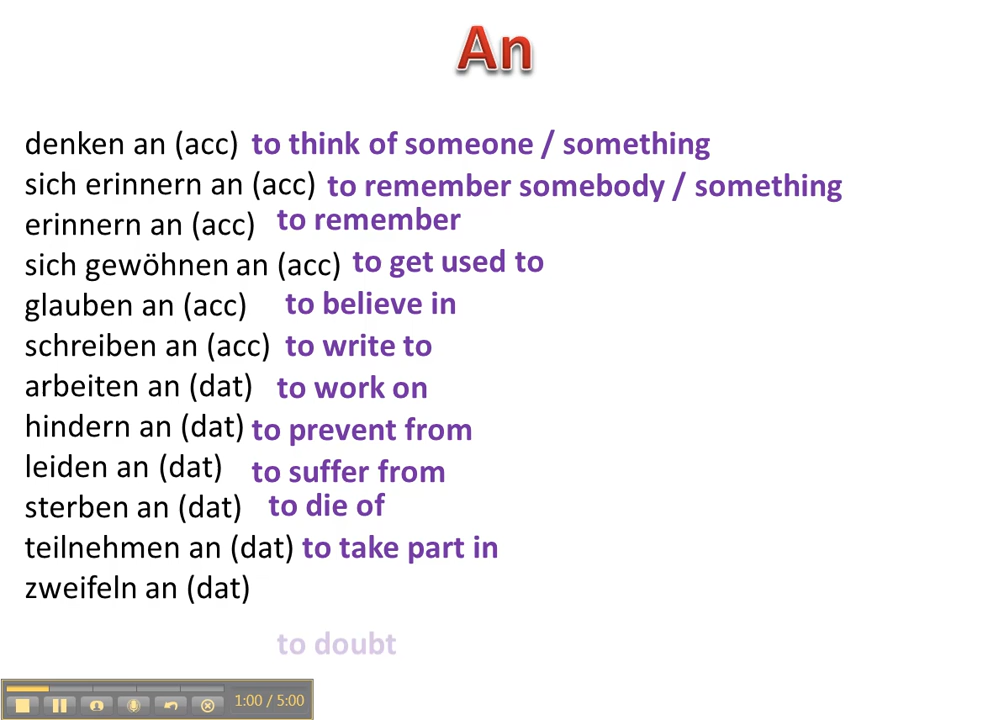 An
denken an (acc) to think of someone / something
sich erinnern an (acc) to remember somebody / something
erinnern an (acc) to remember
sich gewöhnen an (acc) to get used to
glauben an (acc) to believe in
schreiben an (acc) to write to
arbeiten an (dat) to work on
hindern an (dat) to prevent from
leiden an (dat) to suffer from
sterben an (dat) to die of
teilnehmen an (dat) to take part in
zweifeln an (dat)
to doubt
1:00 / 5:00